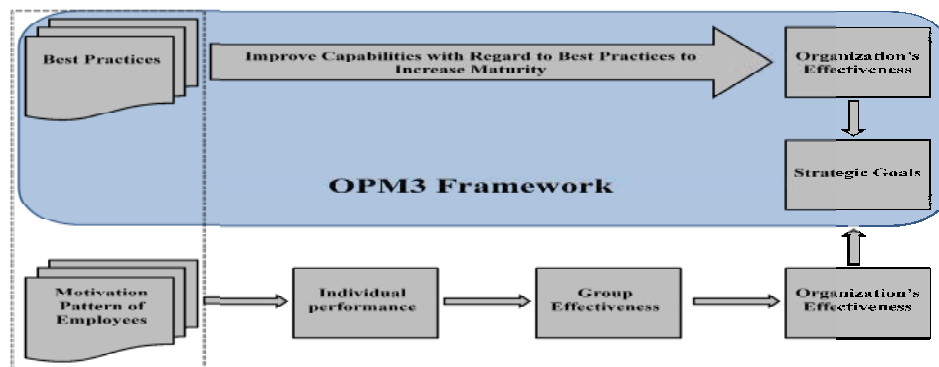 Best Practices
Improve Capabilities with Regard to Best Practices to
Increase Maturity
Organization's
Effectiveness
Strategic Goals
OPM3 Framework
Motivation
Pattern of
Employees
Individual
performance
Group
Effectiveness
Organization's
Effectiveness